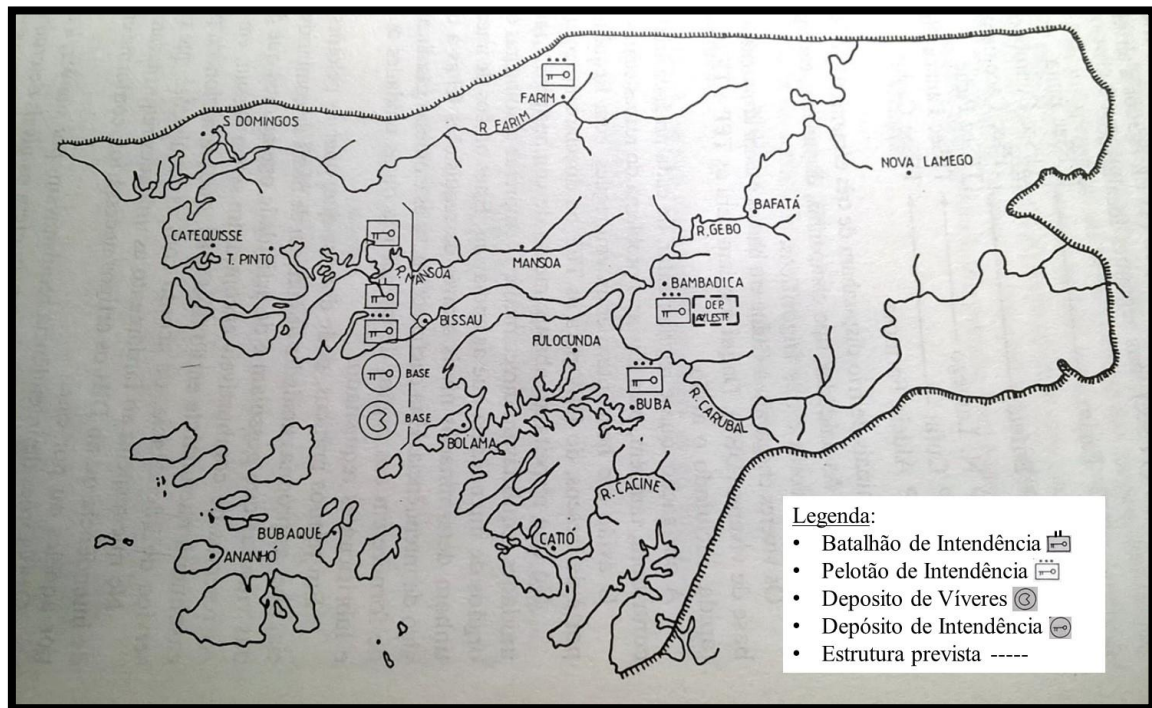 FARIM
R. FARIM
S. DOMINGOS
NOVA LAMEGO
BAFATÁ
R. GEBO
CATEQUISSE
T. PINTO
R. MANSOA
MANSOA
BAMBADICA
DEP.
AV. LESTE
BISSAU
FULOCUNDA
BASE
BUBA
R. CARUBAL
BASE
BOLAMA
R. CACINE
BUBAQUE
CATIÓ
ANANHÓ
Legenda:
• Batalhão de Intendência
• Pelotão de Intendência
• Deposito de Víveres
• Depósito de Intendência
• Estrutura prevista -----